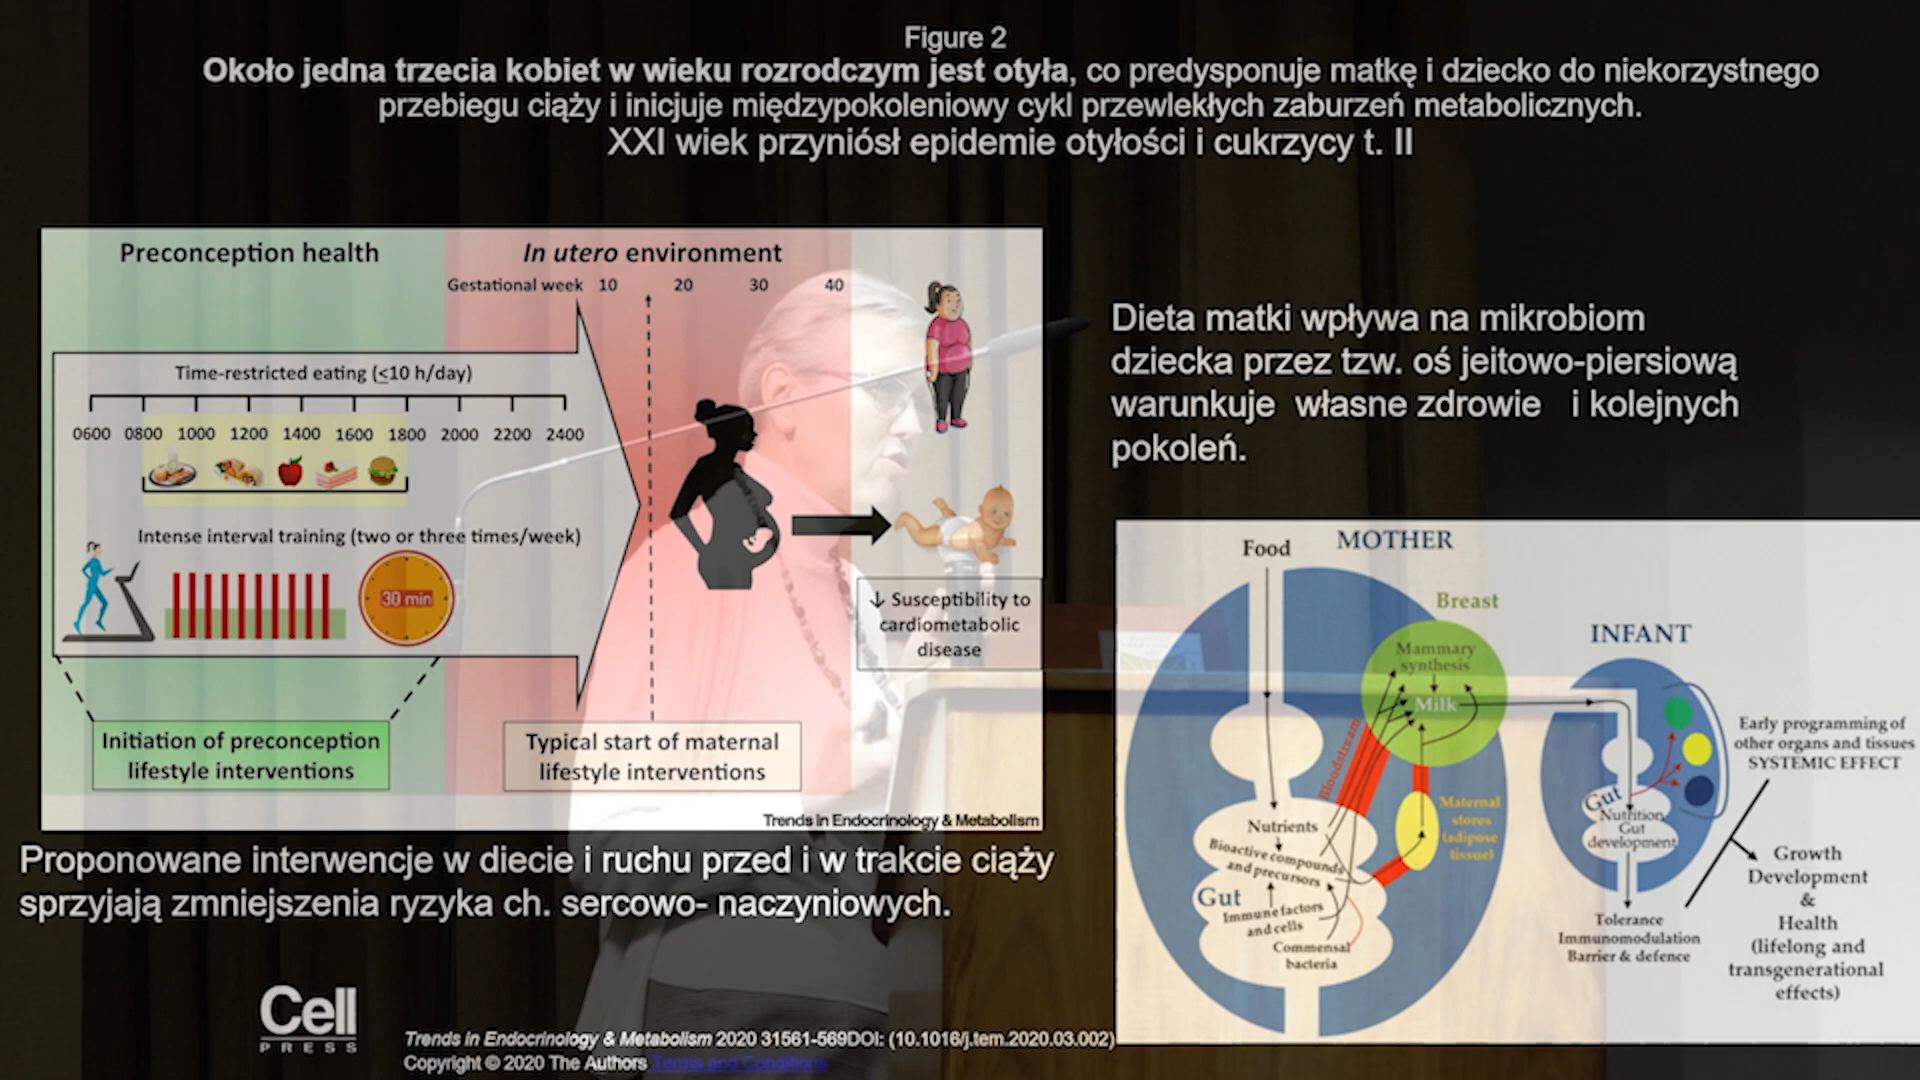 Figure 2
Około jedna trzecia kobiet w wieku rozrodczym jest otyła, co predysponuje matkę i dziecko do niekorzystnego
przebiegu ciąży i inicjuje międzypokoleniowy cykl przewlekłych zaburzeń metabolicznych.
XXI wiek przyniósł epidemie otyłości i cukrzycy t. II
Preconception health
In utero environment
Gestational week 10 20 30 40
Time-restricted eating (≤10 h/day)
0600 0800 1000 1200 1400 1600 1800 2000 2200 2400
Intense interval training (two or three times/week)
30 min
↓ Susceptibility to
cardiometabolic
disease
Initiation of preconception
lifestyle interventions
Typical start of maternal
lifestyle interventions
Trends in Endocrinology & Metabolism
Dieta matki wpływa na mikrobiom
dziecka przez tzw. oś jeitowo-piersiową
warunkuje własne zdrowie i kolejnych
pokoleń.
Food
MOTHER
Breast
Mammary
synthesis
Milk
Bloodstream
Maternal
stores
(adipose
tissue)
Nutrients
Bioactive compounds
and precursors
Gut
Immune factors
and cells
Commensal
bacteria
INFANT
Gut
Nutrition
Gut
development
Tolerance
Immunomodulation
Barrier & defence
Early programming of
other organs and tissues
SYSTEMIC EFFECT
Growth
Development
&
Health
(lifelong and
transgenerational
effects)
Proponowane interwencje w diecie i ruchu przed i w trakcie ciąży
sprzyjają zmniejszenia ryzyka ch. sercowo- naczyniowych.
Cell
PRESS
Trends in Endocrinology & Metabolism 2020 31561-569DOI: (10.1016/j.tem.2020.03.002)
Copyright © 2020 The Authors Terms and Conditions